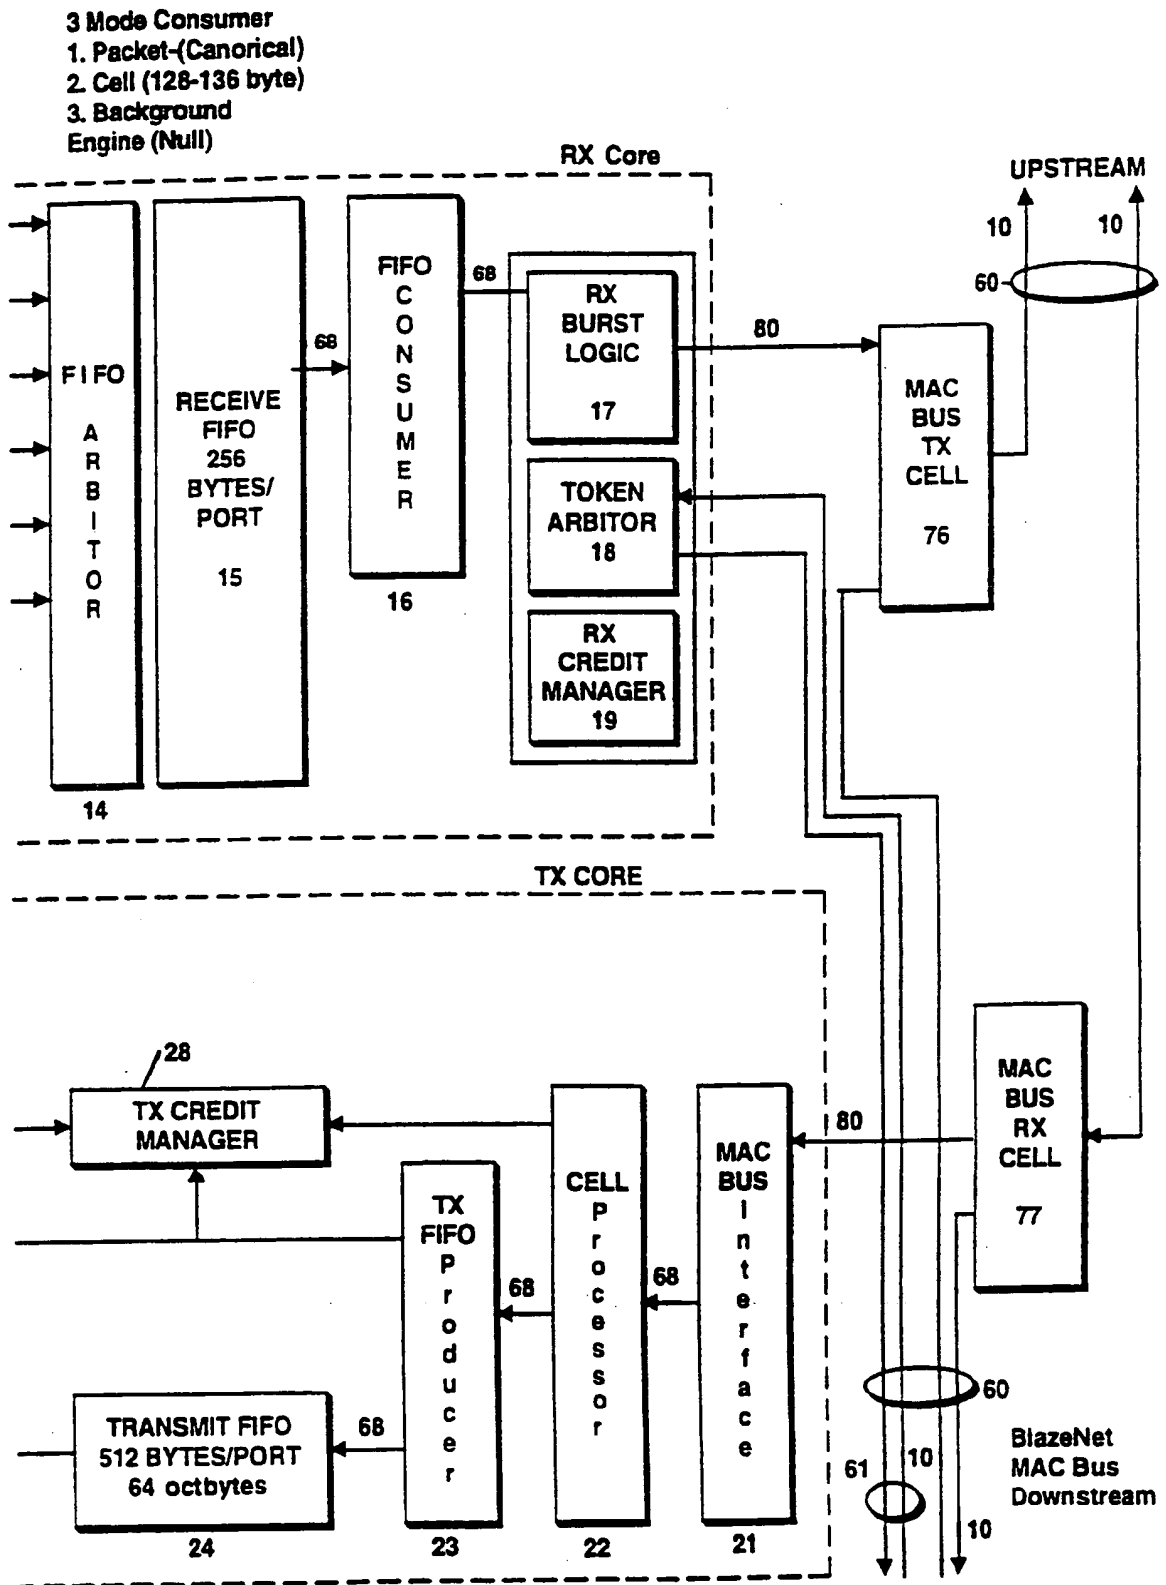 3 Mode Consumer
1. Packet-(Canorical)
2. Cell (128-136 byte)
3. Background
Engine (Null)
RX Core
UPSTREAM
10
10
60
FIFO
ARBITOR
14
RECEIVE
FIFO
256
BYTES/
PORT
15
68
FIFO
CONSUMER
16
68
RX
BURST
LOGIC
17
TOKEN
ARBITOR
18
RX
CREDIT
MANAGER
19
80
MAC
BUS
TX
CELL
76
TX CORE
28
TX CREDIT
MANAGER
TX
FIFO
Producer
23
68
CELL
Processor
22
68
MAC
BUS
Interface
21
80
MAC
BUS
RX
CELL
77
TRANSMIT FIFO
512 BYTES/PORT
64 octbytes
24
68
60
61
10
10
BlazeNet
MAC Bus
Downstream